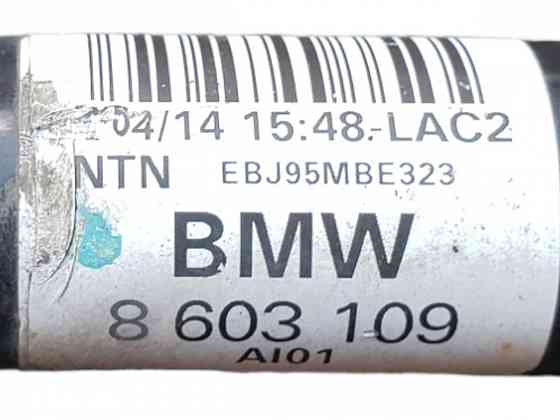 04/14 15:48-LAC2
NTN EBJ95MBE323
BMW
8 603 109
AI01